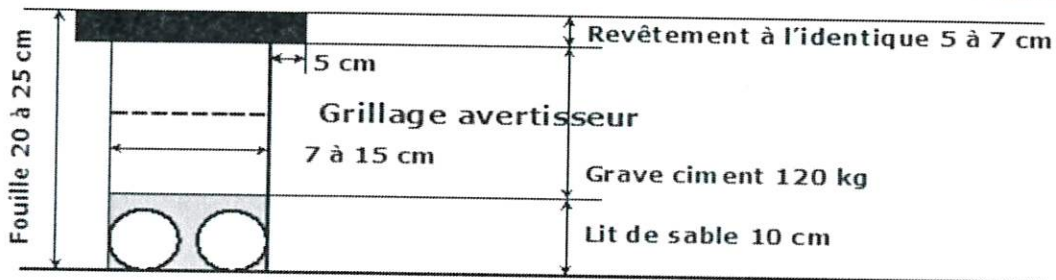 Revêtement à l'identique 5 à 7 cm
5 cm
Grillage avertisseur
7 à 15 cm
Grave ciment 120 kg
Lit de sable 10 cm
Fouille 20 à 25 cm